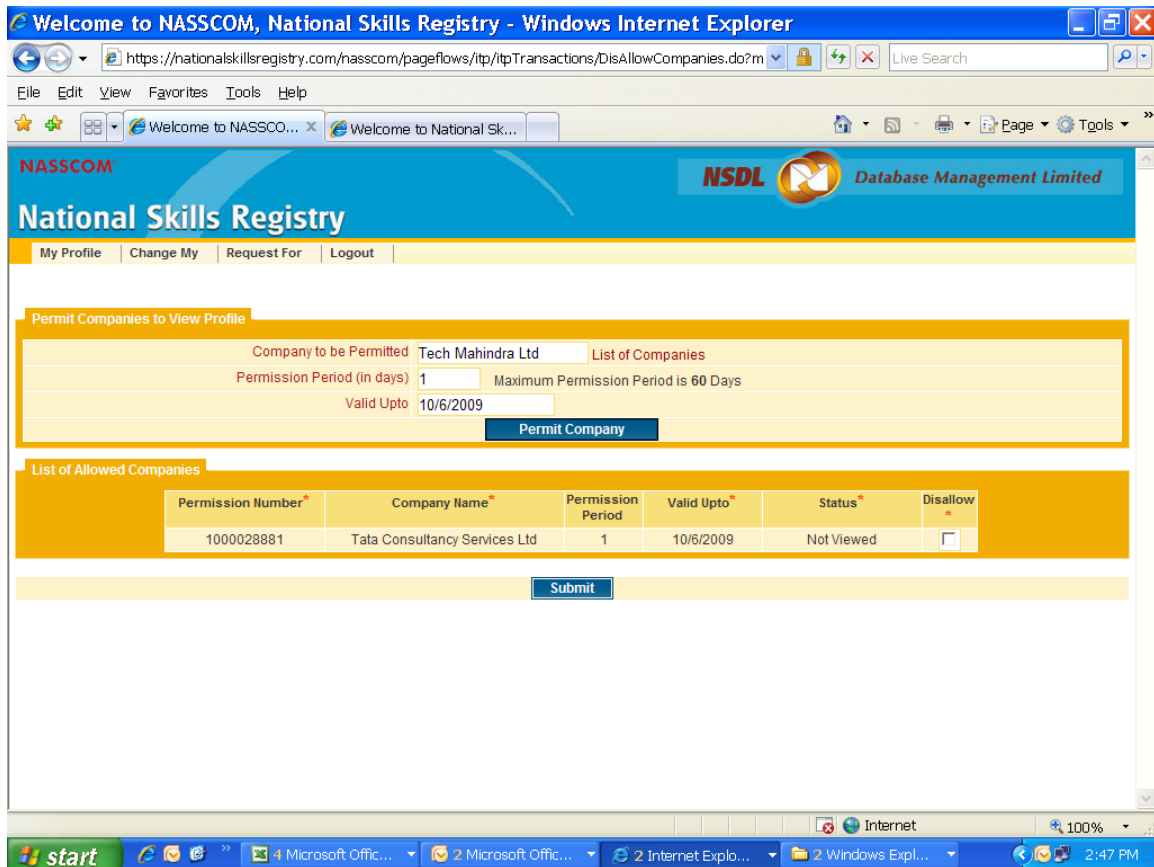 Welcome to NASSCOM, National Skills Registry - Windows Internet Explorer
https://nationalskillsregistry.com/nasscom/pageflows/itp/itpTransactions/DisAllowCompanies.do?m Live Search
File Edit View Favorites Tools Help
Welcome to NASSCO... Welcome to National Sk... Page Tools
NASSCOM NSDL Database Management Limited
National Skills Registry
My Profile Change My Request For Logout
Permit Companies to View Profile
Company to be Permitted Tech Mahindra Ltd List of Companies
Permission Period (in days) 1 Maximum Permission Period is 60 Days
Valid Upto 10/6/2009
Permit Company
List of Allowed Companies
Permission Number* Company Name* Permission Period Valid Upto* Status* Disallow *
1000028881 Tata Consultancy Services Ltd 1 10/6/2009 Not Viewed
Submit
Internet 100%
start 4 Microsoft Offic... 2 Microsoft Offic... 2 Internet Explo... 2 Windows Expl... 2:47 PM